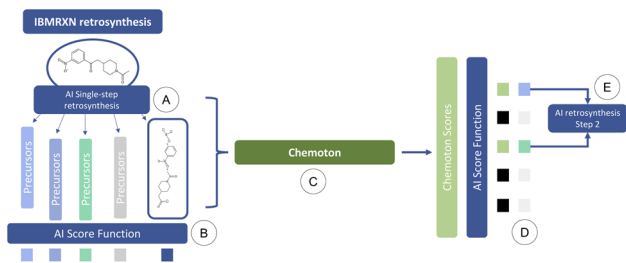 IBMRXN retrosynthesis
AI Single-step
retrosynthesis
A
Precursors
Precursors
Precursors
Precursors
AI Score Function
B
Chemoton
C
Chemoton Scores
AI Score Function
D
E
AI retrosynthesis
Step 2